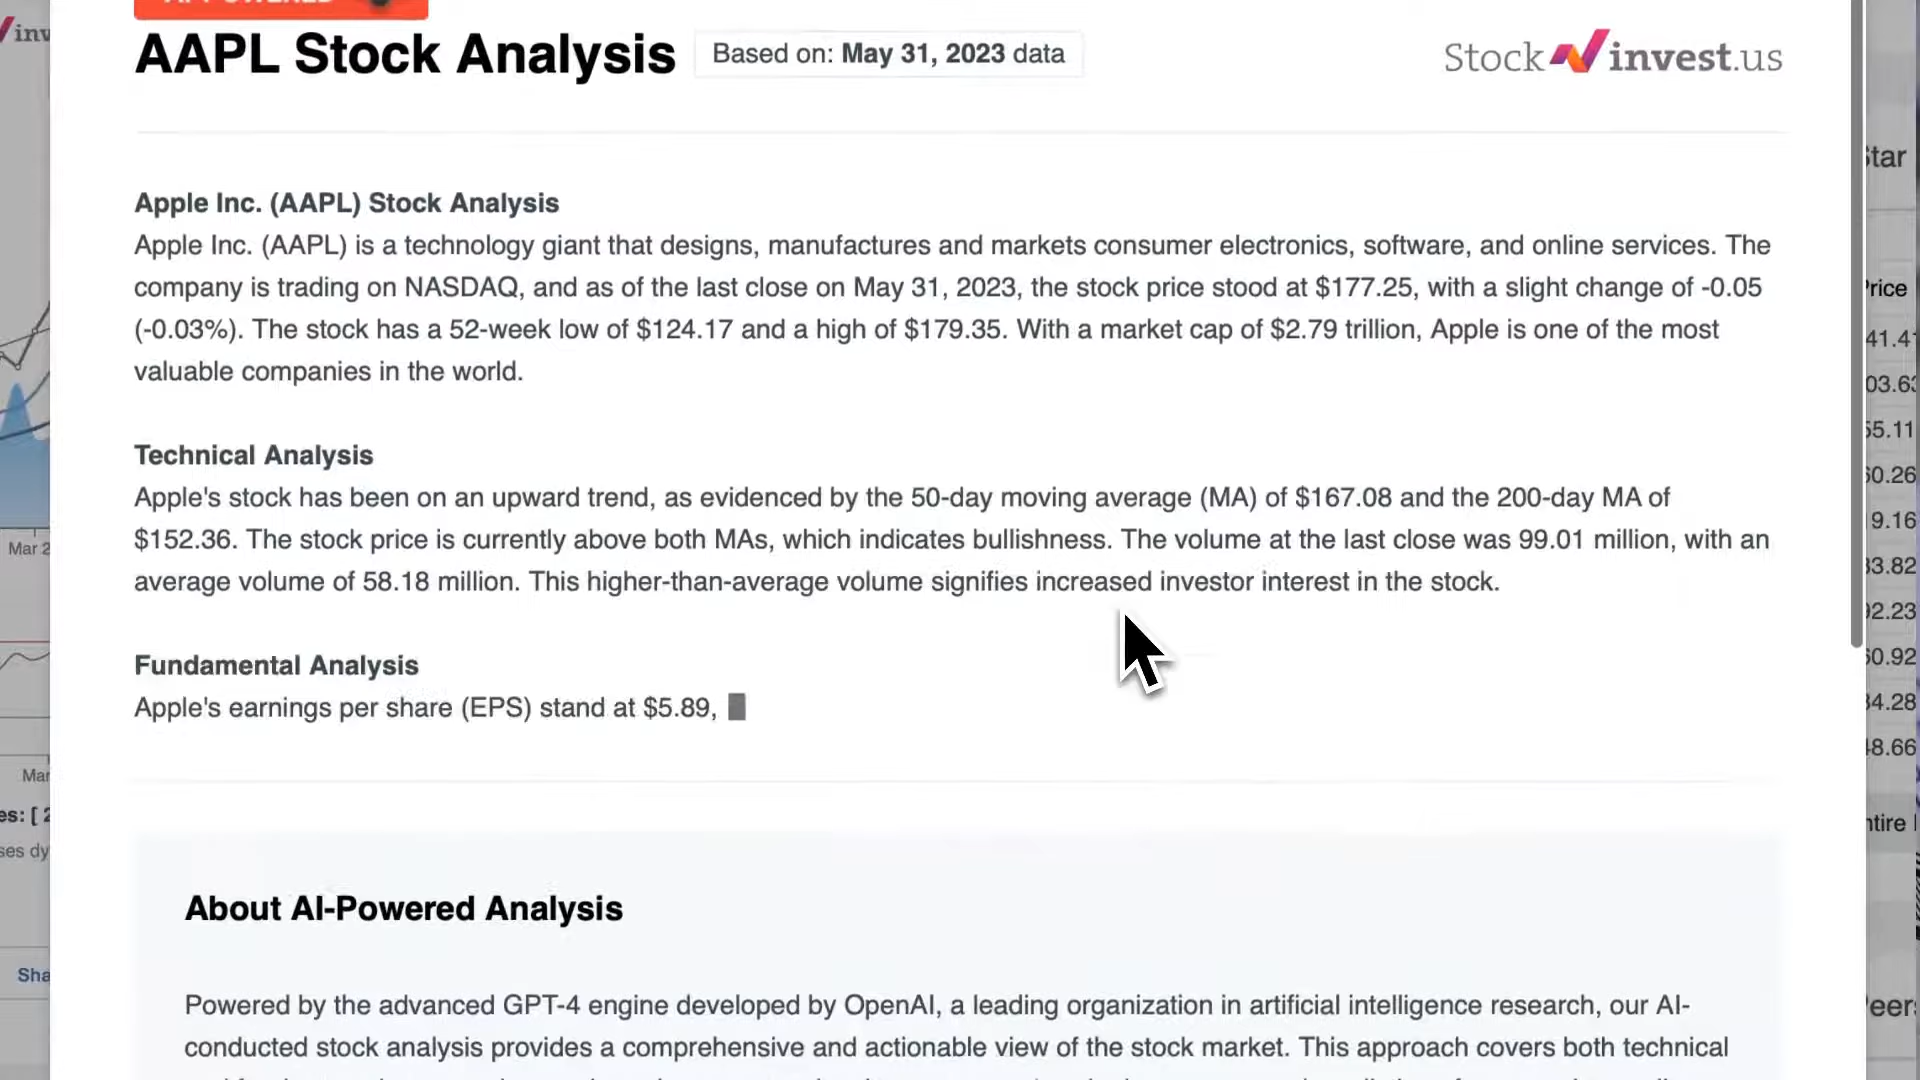 AAPL Stock Analysis
Based on: May 31, 2023 data
Stock invest.us
Apple Inc. (AAPL) Stock Analysis
Apple Inc. (AAPL) is a technology giant that designs, manufactures and markets consumer electronics, software, and online services. The
company is trading on NASDAQ, and as of the last close on May 31, 2023, the stock price stood at $177.25, with a slight change of -0.05
(-0.03%). The stock has a 52-week low of $124.17 and a high of $179.35. With a market cap of $2.79 trillion, Apple is one of the most
valuable companies in the world.
Technical Analysis
Apple's stock has been on an upward trend, as evidenced by the 50-day moving average (MA) of $167.08 and the 200-day MA of
$152.36. The stock price is currently above both MAs, which indicates bullishness. The volume at the last close was 99.01 million, with an
average volume of 58.18 million. This higher-than-average volume signifies increased investor interest in the stock.
Fundamental Analysis
Apple's earnings per share (EPS) stand at $5.89,
About AI-Powered Analysis
Powered by the advanced GPT-4 engine developed by OpenAI, a leading organization in artificial intelligence research, our AI-
conducted stock analysis provides a comprehensive and actionable view of the stock market. This approach covers both technical